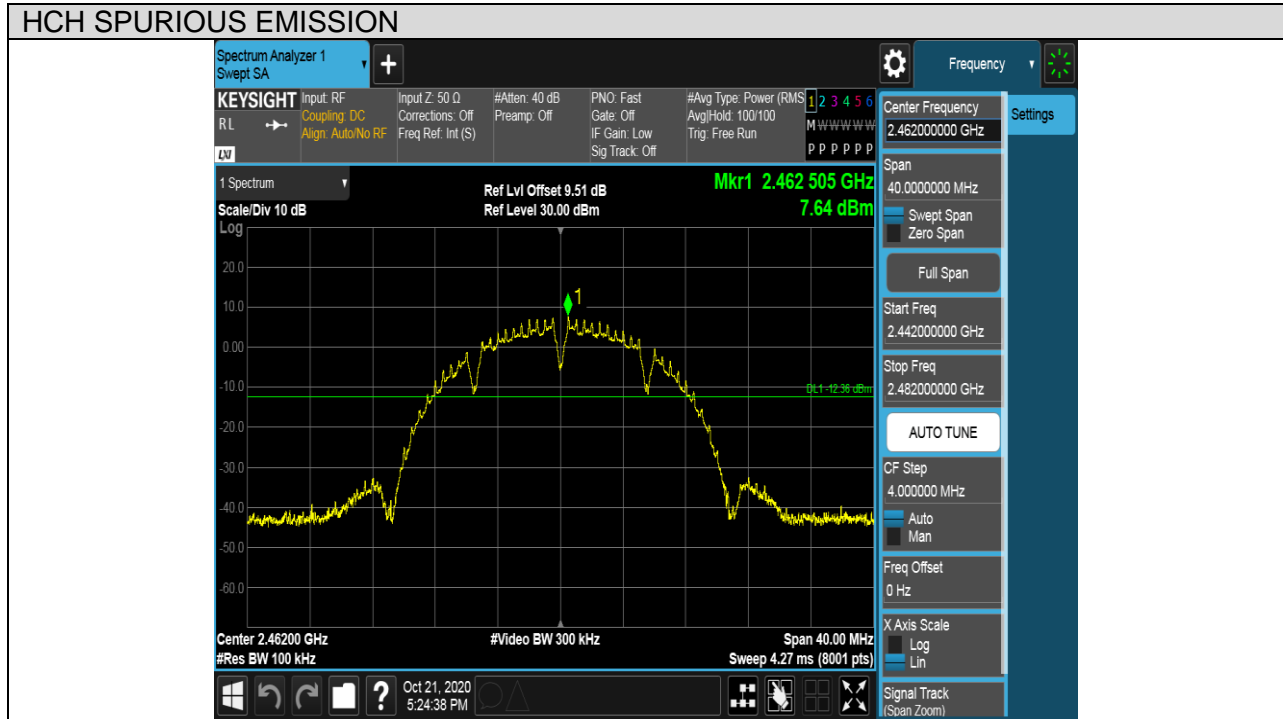 HCH SPURIOUS EMISSION
Spectrum Analyzer 1
Swept SA
Frequency
KEYSIGHT
RL
LXI
Input: RF
Coupling: DC
Align: Auto/No RF
Input Z: 50 Ω
Corrections: Off
Freq Ref: Int (S)
#Atten: 40 dB
Preamp: Off
PNO: Fast
Gate: Off
IF Gain: Low
Sig Track: Off
#Avg Type: Power (RMS
Avg|Hold: 100/100
Trig: Free Run
1 2 3 4 5 6
M W W W W W
P P P P P P
1 Spectrum
Scale/Div 10 dB
Ref Lvl Offset 9.51 dB
Ref Level 30.00 dBm
Mkr1 2.462 505 GHz
7.64 dBm
Log
20.0
10.0
0.00
-10.0
-20.0
-30.0
-40.0
-50.0
-60.0
1
DL1 -12.36 dBm
Center 2.46200 GHz
#Res BW 100 kHz
#Video BW 300 kHz
Span 40.00 MHz
Sweep 4.27 ms (8001 pts)
Center Frequency
2.462000000 GHz
Settings
Span
40.0000000 MHz
Swept Span
Zero Span
Full Span
Start Freq
2.442000000 GHz
Stop Freq
2.482000000 GHz
AUTO TUNE
CF Step
4.000000 MHz
Auto
Man
Freq Offset
0 Hz
X Axis Scale
Log
Lin
Signal Track
(Span Zoom)
?
Oct 21, 2020
5:24:38 PM